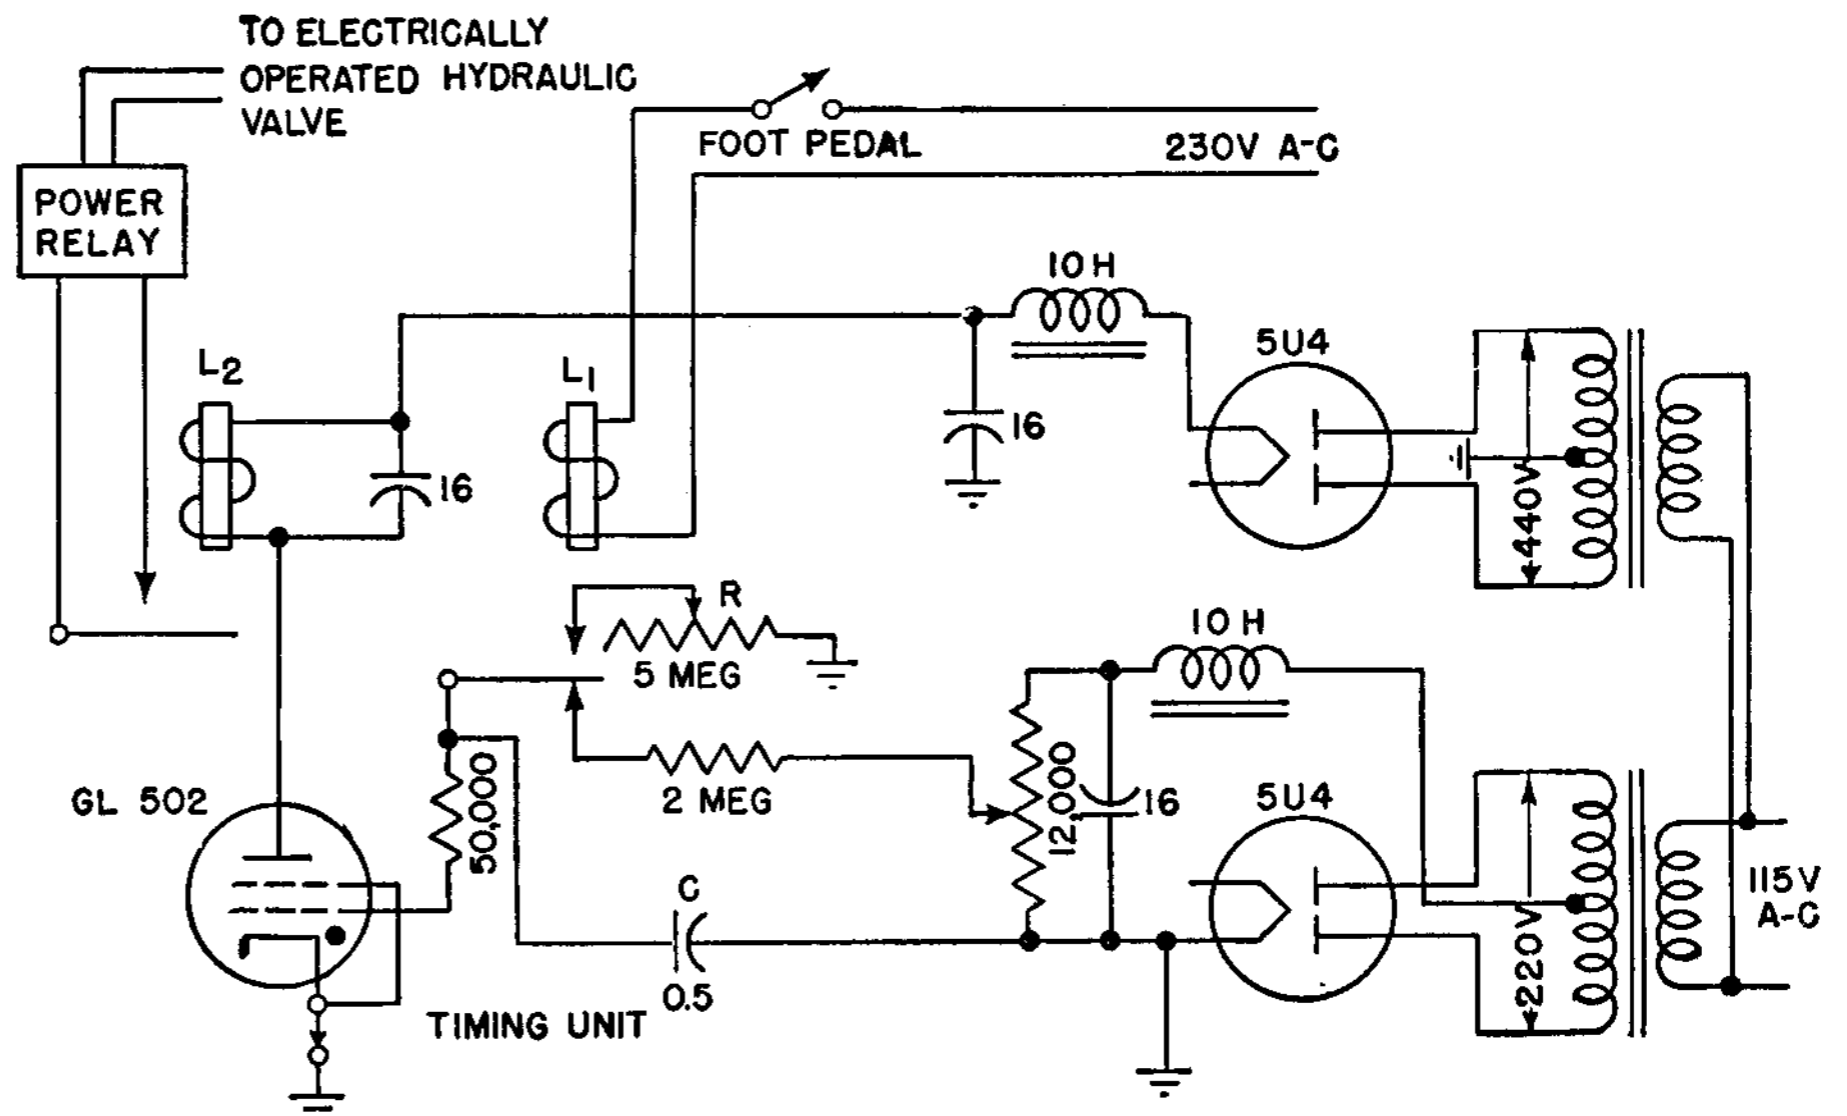 TO ELECTRICALLY
OPERATED HYDRAULIC
VALVE
POWER
RELAY
FOOT PEDAL
230V A-C
10 H
5U4
L2
L1
16
16
440V
R
5 MEG
10 H
2 MEG
12,000
16
5U4
GL 502
50,000
C
0.5
220V
115V
A-C
TIMING UNIT